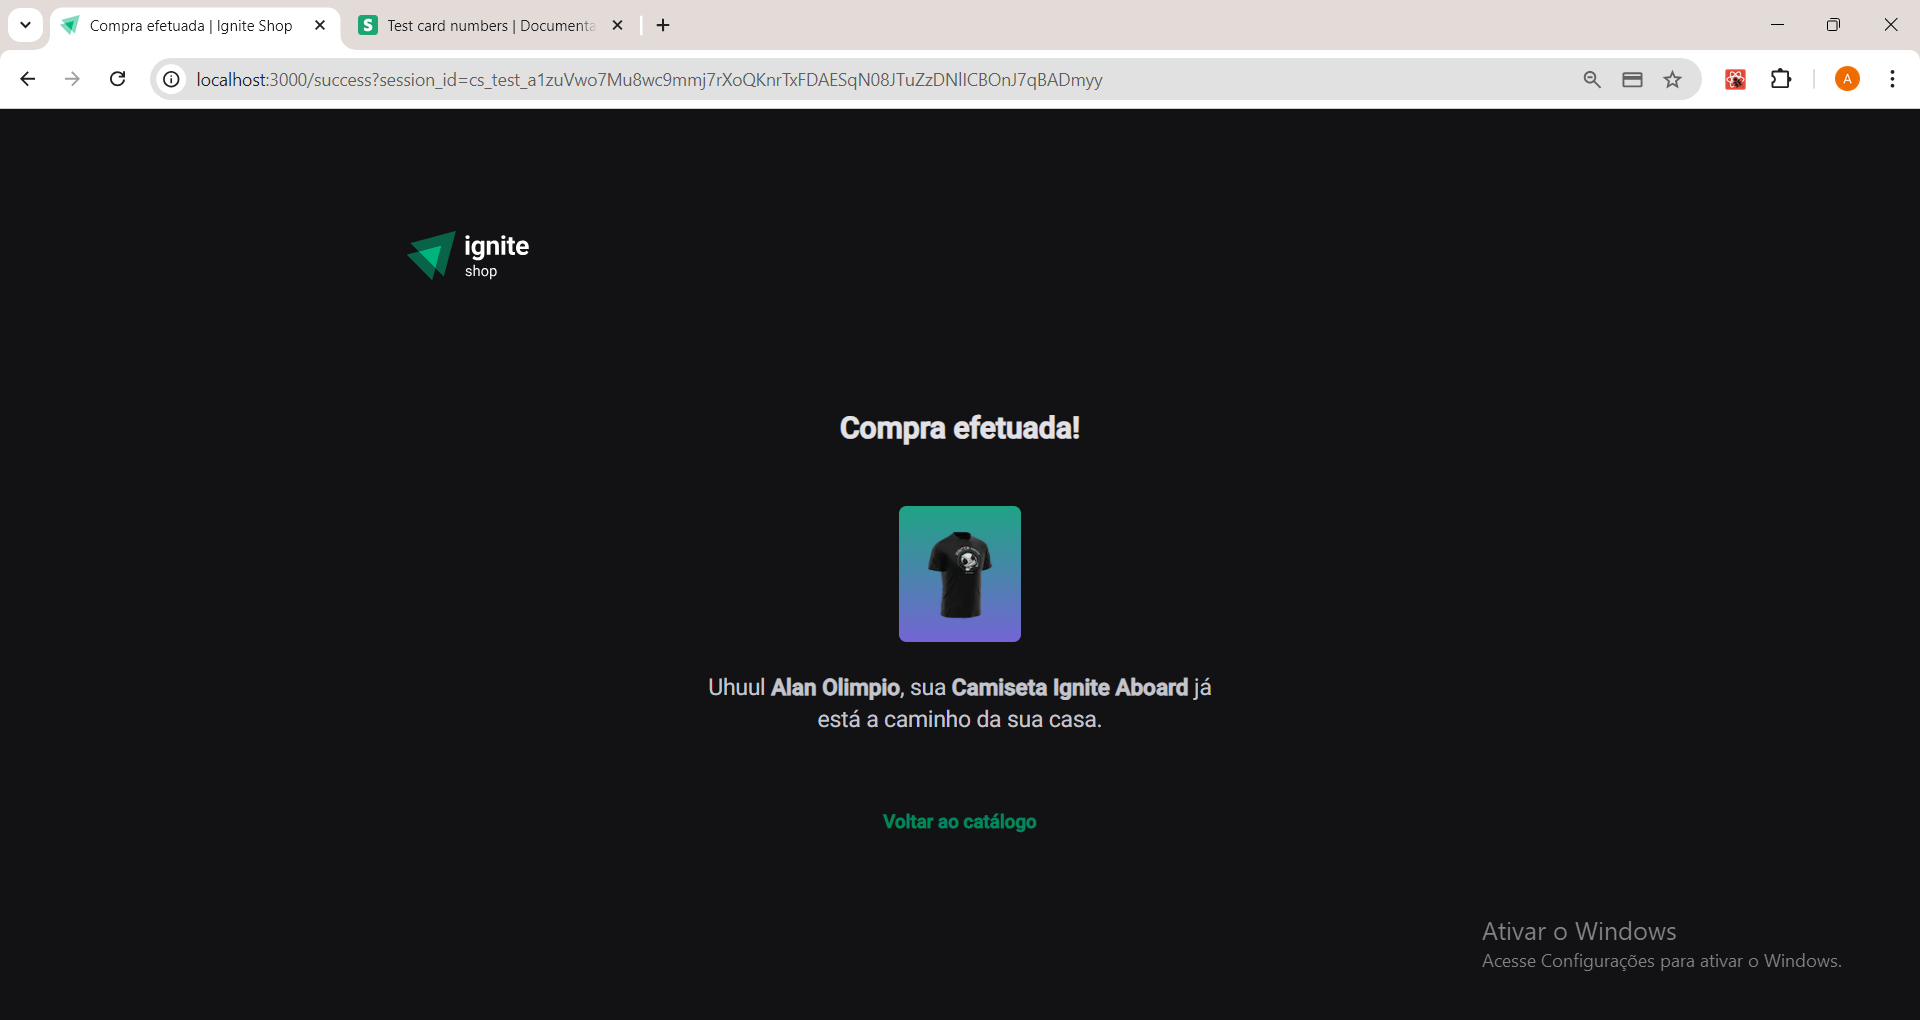 Compra efetuada | Ignite Shop
Test card numbers | Documenta
localhost:3000/success?session_id=cs_test_a1zuVwo7Mu8wc9mmj7rXoQKnrTxFDAESqN08JTuZzDNlICBOnJ7qBADmyy
A
ignite
shop
Compra efetuada!
Uhuul Alan Olimpio, sua Camiseta Ignite Aboard já
está a caminho da sua casa.
Voltar ao catálogo
Ativar o Windows
Acesse Configurações para ativar o Windows.